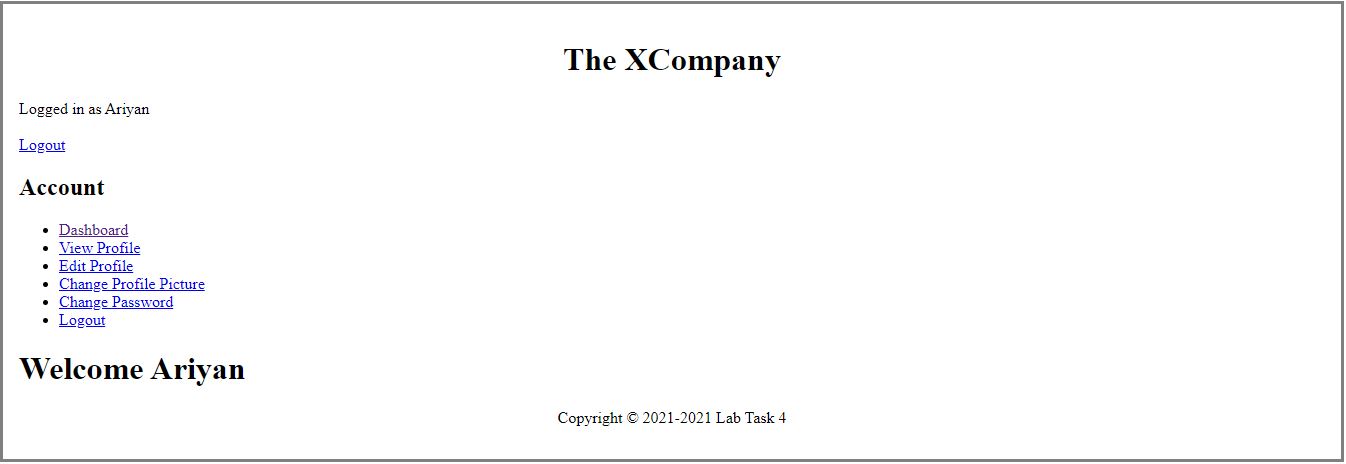 The XCompany
Logged in as Ariyan
Logout
Account
Dashboard
View Profile
Edit Profile
Change Profile Picture
Change Password
Logout
Welcome Ariyan
Copyright © 2021-2021 Lab Task 4